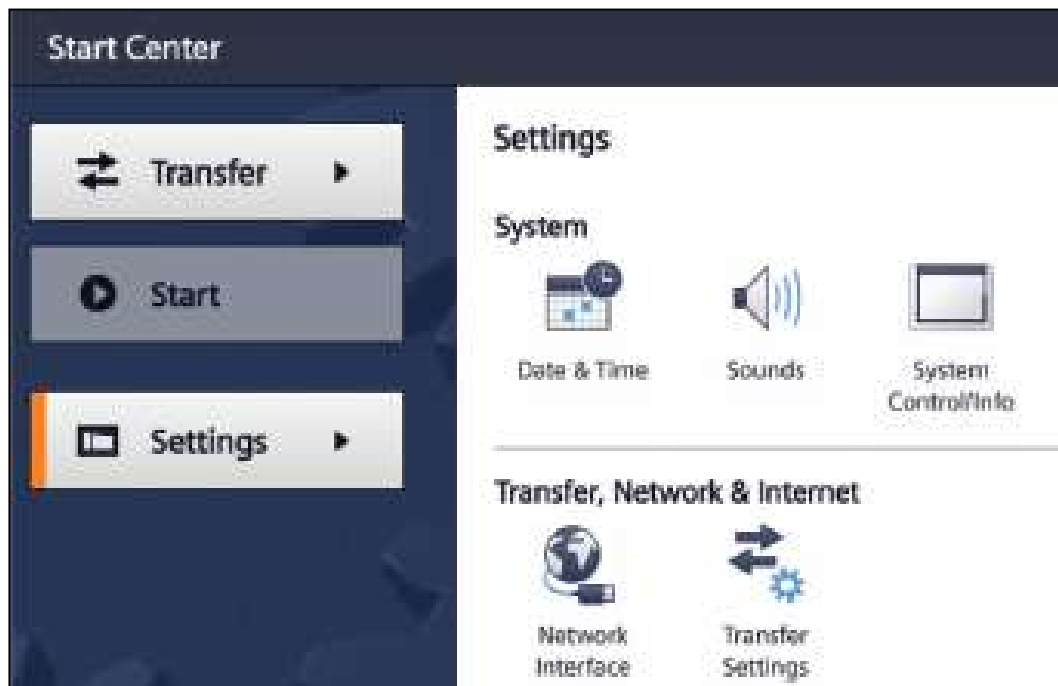 Start Center
Transfer
Start
Settings
Settings
System
Date & Time
Sounds
System
Control/Info
Transfer, Network & Internet
Network
Interface
Transfer
Settings